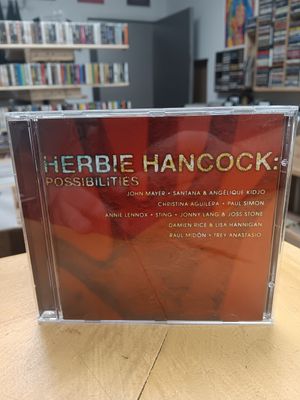 HERBIE HANCOCK:
POSSIBILITIES
JOHN MAYER • SANTANA & ANGÉLIQUE KIDJO
CHRISTINA AGUILERA • PAUL SIMON
ANNIE LENNOX • STING • JONNY LANG & JOSS STONE
DAMIEN RICE & LISA HANNIGAN
RAUL MIDÓN • TREY ANASTASIO